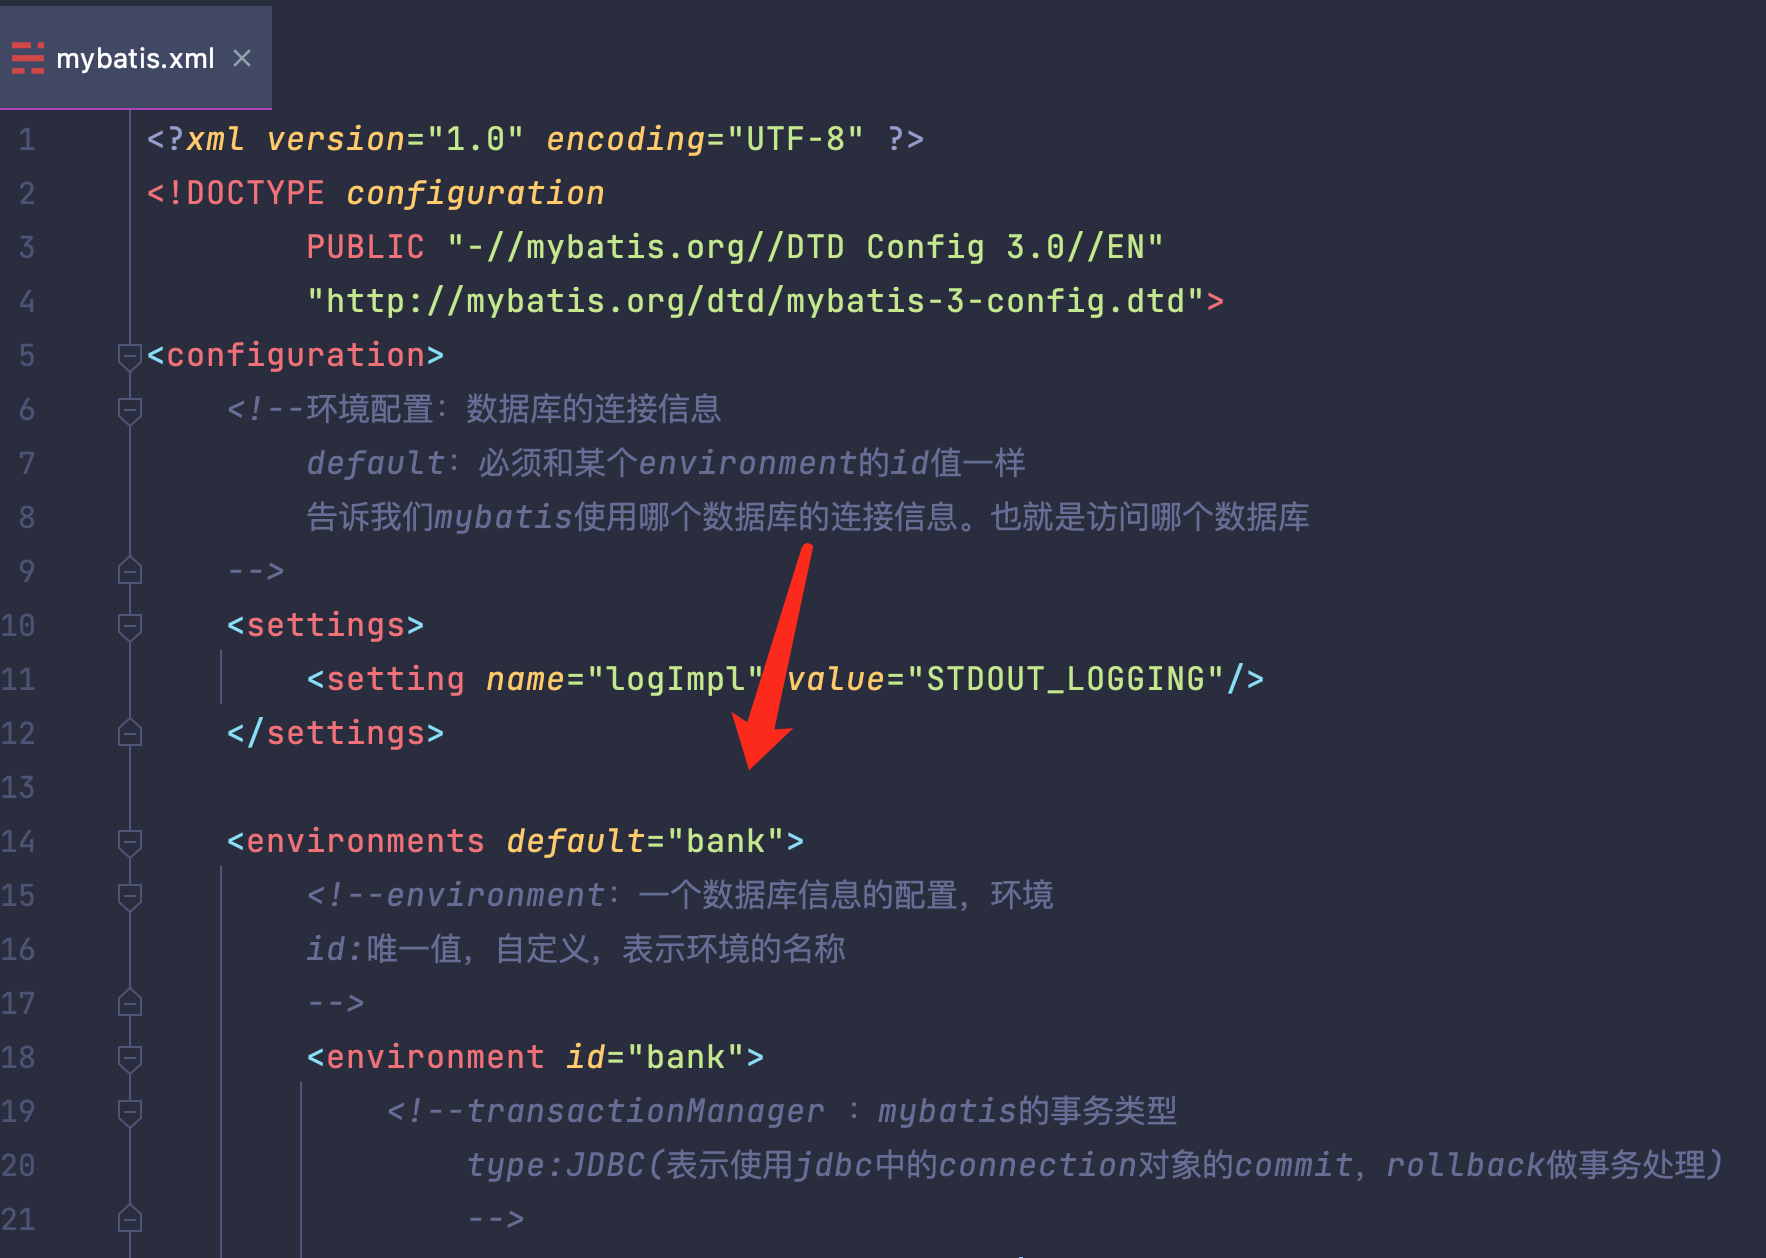 mybatis.xml
1 <?xml version="1.0" encoding="UTF-8" ?>
2 <!DOCTYPE configuration
3 PUBLIC "-//mybatis.org//DTD Config 3.0//EN"
4 "http://mybatis.org/dtd/mybatis-3-config.dtd">
5 <configuration>
6 <!--环境配置：数据库的连接信息
7 default：必须和某个environment的id值一样
8 告诉我们mybatis使用哪个数据库的连接信息。也就是访问哪个数据库
9 -->
10 <settings>
11 <setting name="logImpl" value="STDOUT_LOGGING"/>
12 </settings>
13
14 <environments default="bank">
15 <!--environment：一个数据库信息的配置，环境
16 id:唯一值，自定义，表示环境的名称
17 -->
18 <environment id="bank">
19 <!--transactionManager ：mybatis的事务类型
20 type:JDBC(表示使用jdbc中的connection对象的commit，rollback做事务处理)
21 -->